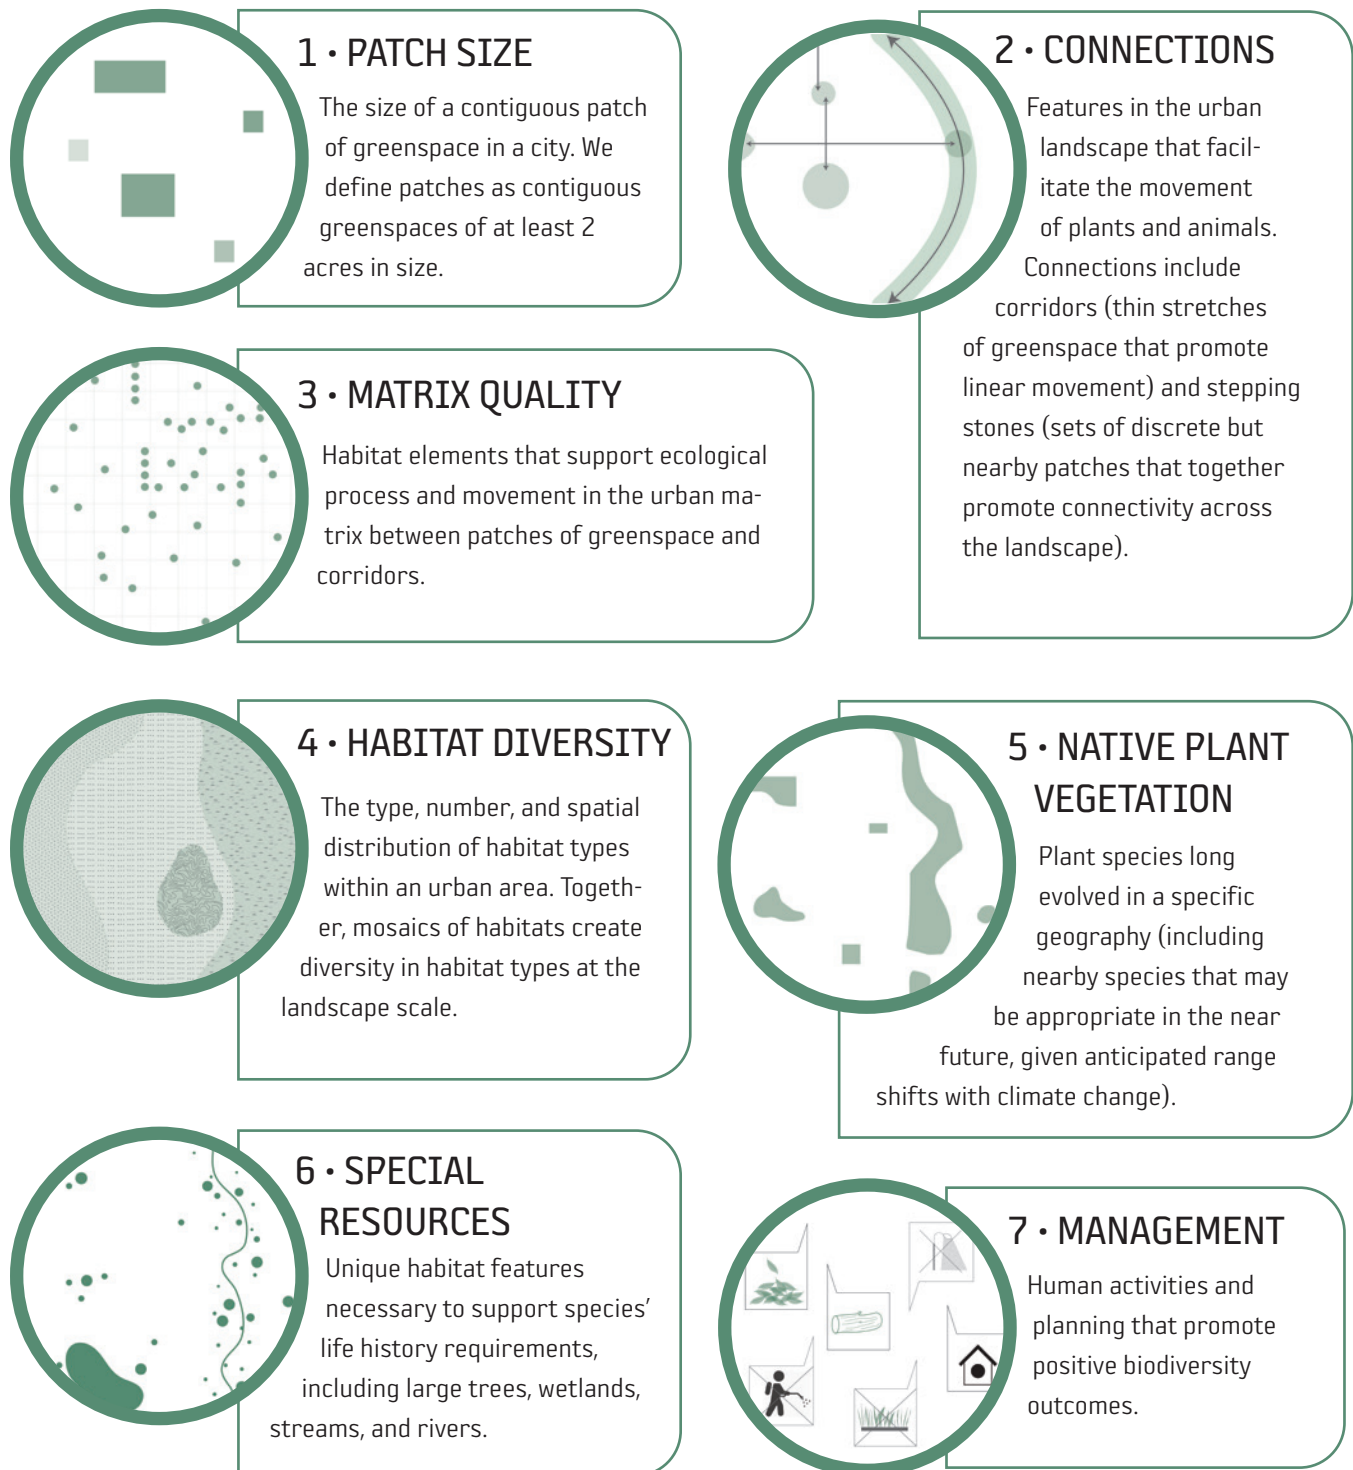 1 · PATCH SIZE
The size of a contiguous patch
of greenspace in a city. We
define patches as contiguous
greenspaces of at least 2
acres in size.
2 · CONNECTIONS
Features in the urban
landscape that facil-
itate the movement
of plants and animals.
Connections include
corridors (thin stretches
of greenspace that promote
linear movement) and stepping
stones (sets of discrete but
nearby patches that together
promote connectivity across
the landscape).
3 · MATRIX QUALITY
Habitat elements that support ecological
process and movement in the urban ma-
trix between patches of greenspace and
corridors.
4 · HABITAT DIVERSITY
The type, number, and spatial
distribution of habitat types
within an urban area. Togeth-
er, mosaics of habitats create
diversity in habitat types at the
landscape scale.
5 · NATIVE PLANT
VEGETATION
Plant species long
evolved in a specific
geography (including
nearby species that may
be appropriate in the near
future, given anticipated range
shifts with climate change).
6 · SPECIAL
RESOURCES
Unique habitat features
necessary to support species’
life history requirements,
including large trees, wetlands,
streams, and rivers.
7 · MANAGEMENT
Human activities and
planning that promote
positive biodiversity
outcomes.